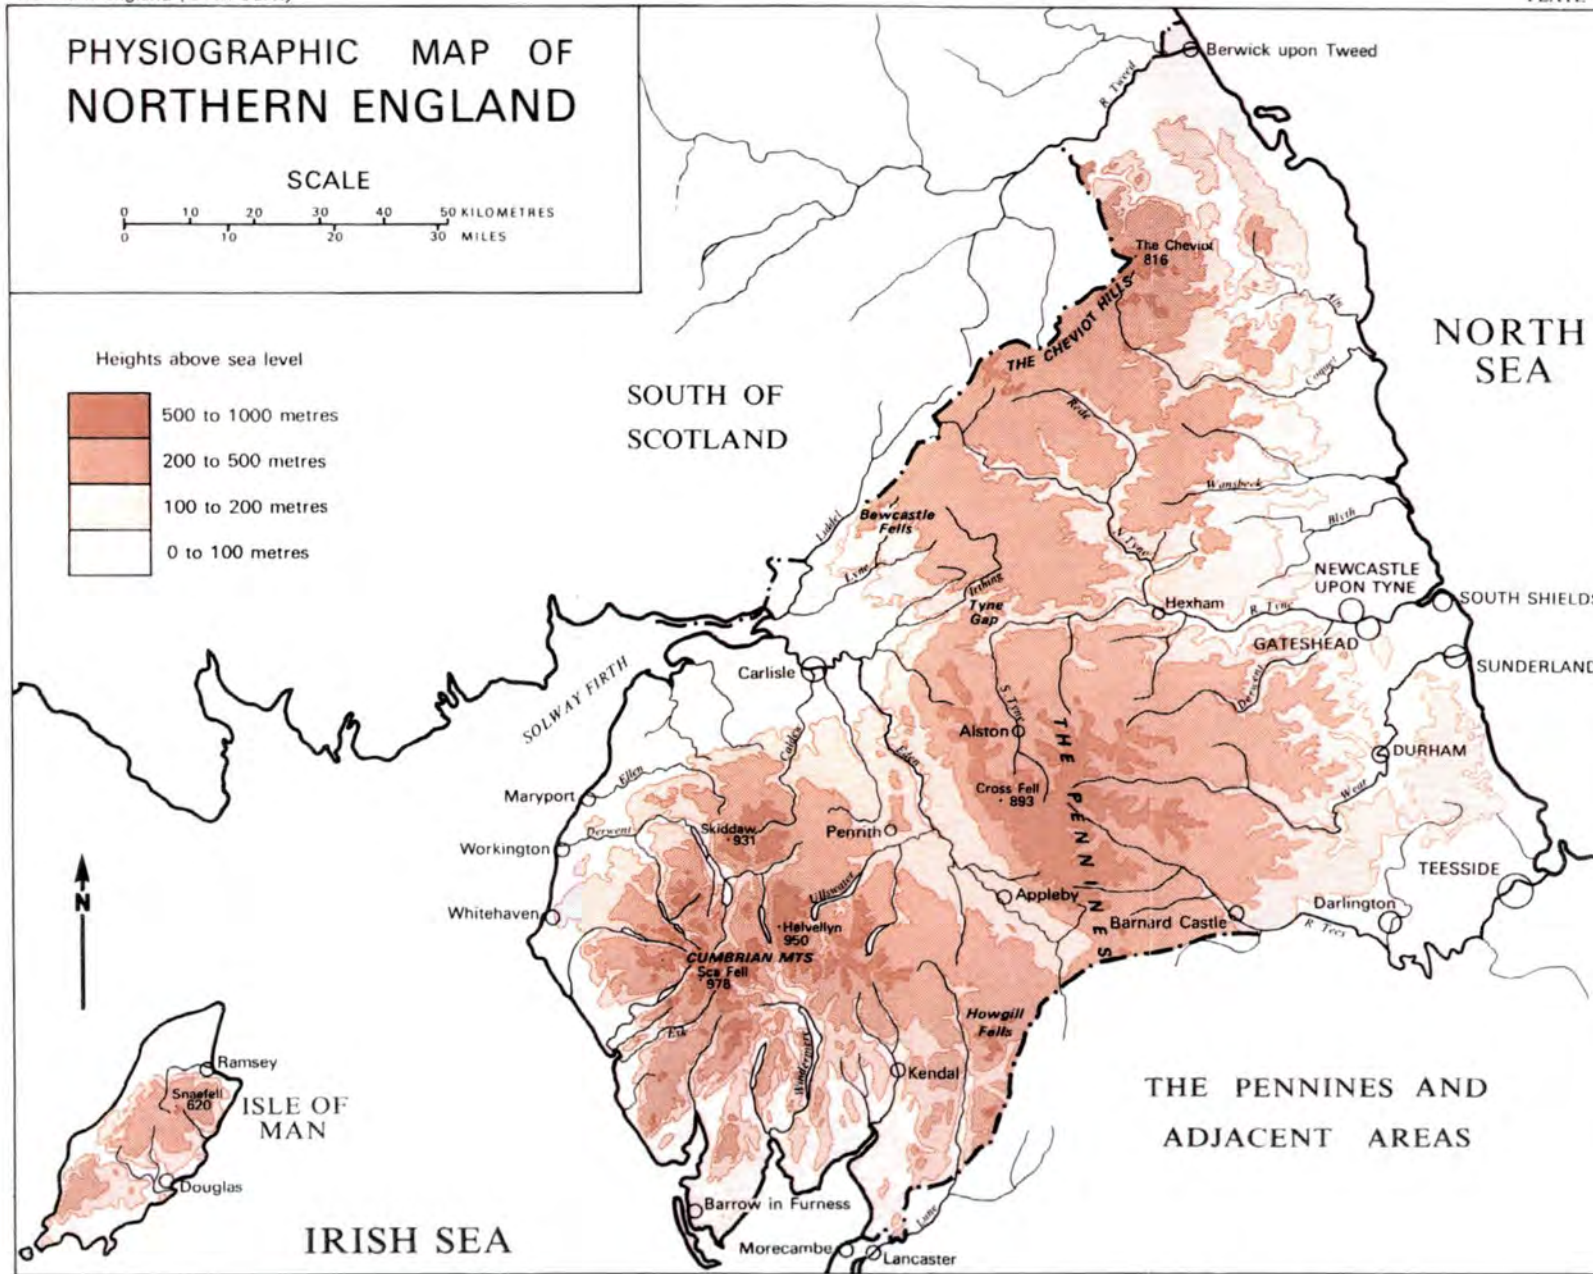 PHYSIOGRAPHIC MAP OF
NORTHERN ENGLAND
SCALE
0 10 20 30 40 50 KILOMETRES
0 10 20 30 MILES
Heights above sea level
500 to 1000 metres
200 to 500 metres
100 to 200 metres
0 to 100 metres
Berwick upon Tweed
R Tweed
The Cheviot
816
THE CHEVIOT HILLS
Aln
Coquet
NORTH
SEA
SOUTH OF
SCOTLAND
Rede
Wansbeck
Blyth
Bewcastle
Fells
Liddel
Lyne
Irthing
N Tyne
Tyne
Gap
Hexham
R Tyne
NEWCASTLE
UPON TYNE
SOUTH SHIELDS
GATESHEAD
SUNDERLAND
Derwent
SOLWAY FIRTH
Carlisle
S Tyne
Alston
THE PENNINES
DURHAM
Wear
Caldew
Eden
Ellen
Maryport
Cross Fell
893
Derwent
Skiddaw
931
Penrith
Workington
TEESSIDE
Ullswater
Appleby
Whitehaven
Helvellyn
950
Barnard Castle
Darlington
R Tees
CUMBRIAN MTS
Sca Fell
978
N
Howgill
Fells
Esk
Windermere
Kendal
Ramsey
Snaefell
620
ISLE OF
MAN
Douglas
THE PENNINES AND
ADJACENT AREAS
Barrow in Furness
IRISH SEA
Morecambe
Lancaster
Lune